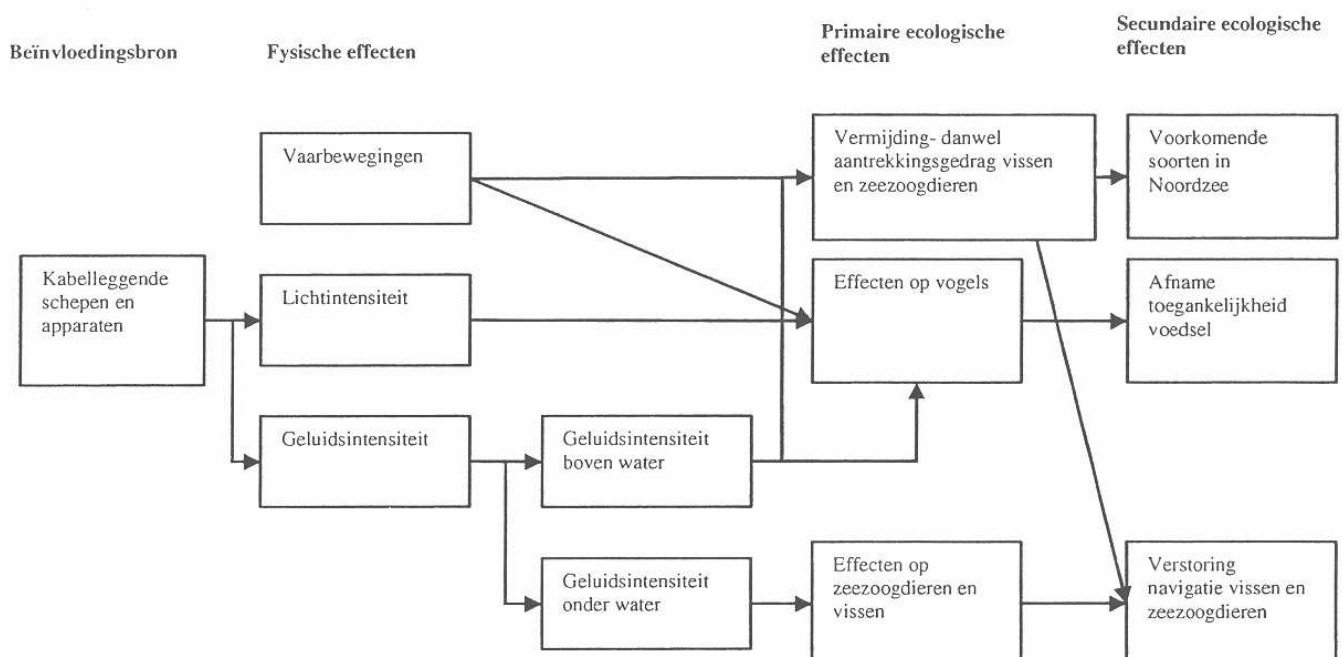 Beïnvloedingsbron
Fysische effecten
Primaire ecologische
effecten
Secundaire ecologische
effecten
Vaarbewegingen
Vermijding- danwel
aantrekkingsgedrag vissen
en zeezoogdieren
Voorkomende
soorten in
Noordzee
Kabelleggende
schepen en
apparaten
Lichtintensiteit
Effecten op vogels
Afname
toegankelijkheid
voedsel
Geluidsintensiteit
Geluidsintensiteit
boven water
Geluidsintensiteit
onder water
Effecten op
zeezoogdieren en
vissen
Verstoring
navigatie vissen en
zeezoogdieren